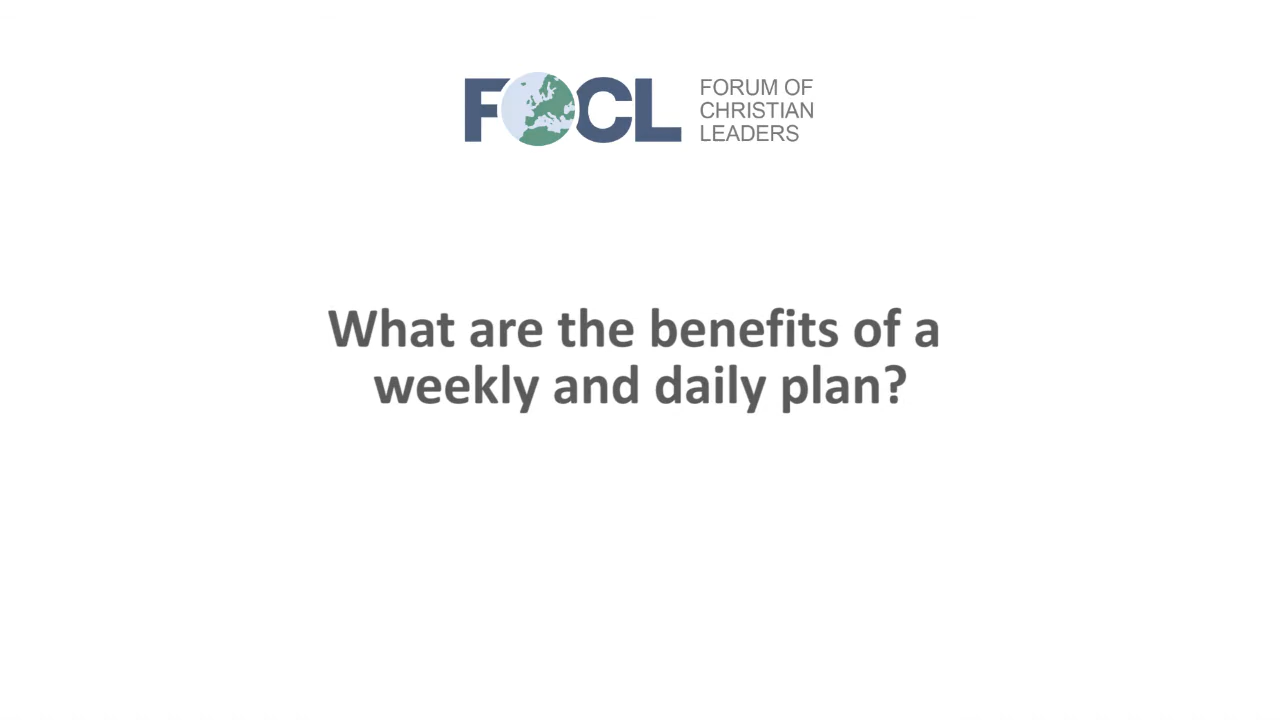 FOCL
FORUM OF
CHRISTIAN
LEADERS
What are the benefits of a
weekly and daily plan?